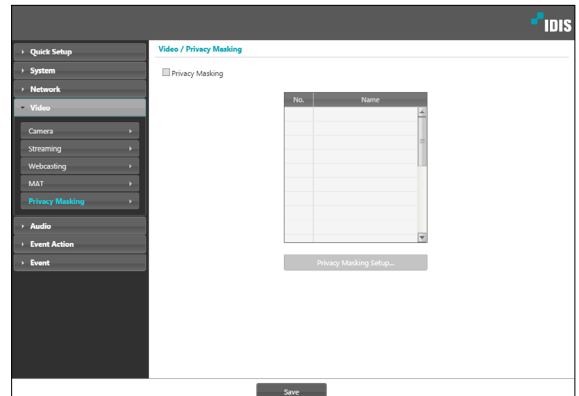 IDIS
Quick Setup
System
Network
Video
Camera
Streaming
Webcasting
MAT
Privacy Masking
Audio
Event Action
Event
Video / Privacy Masking
Privacy Masking
No. Name
Privacy Masking Setup...
Save